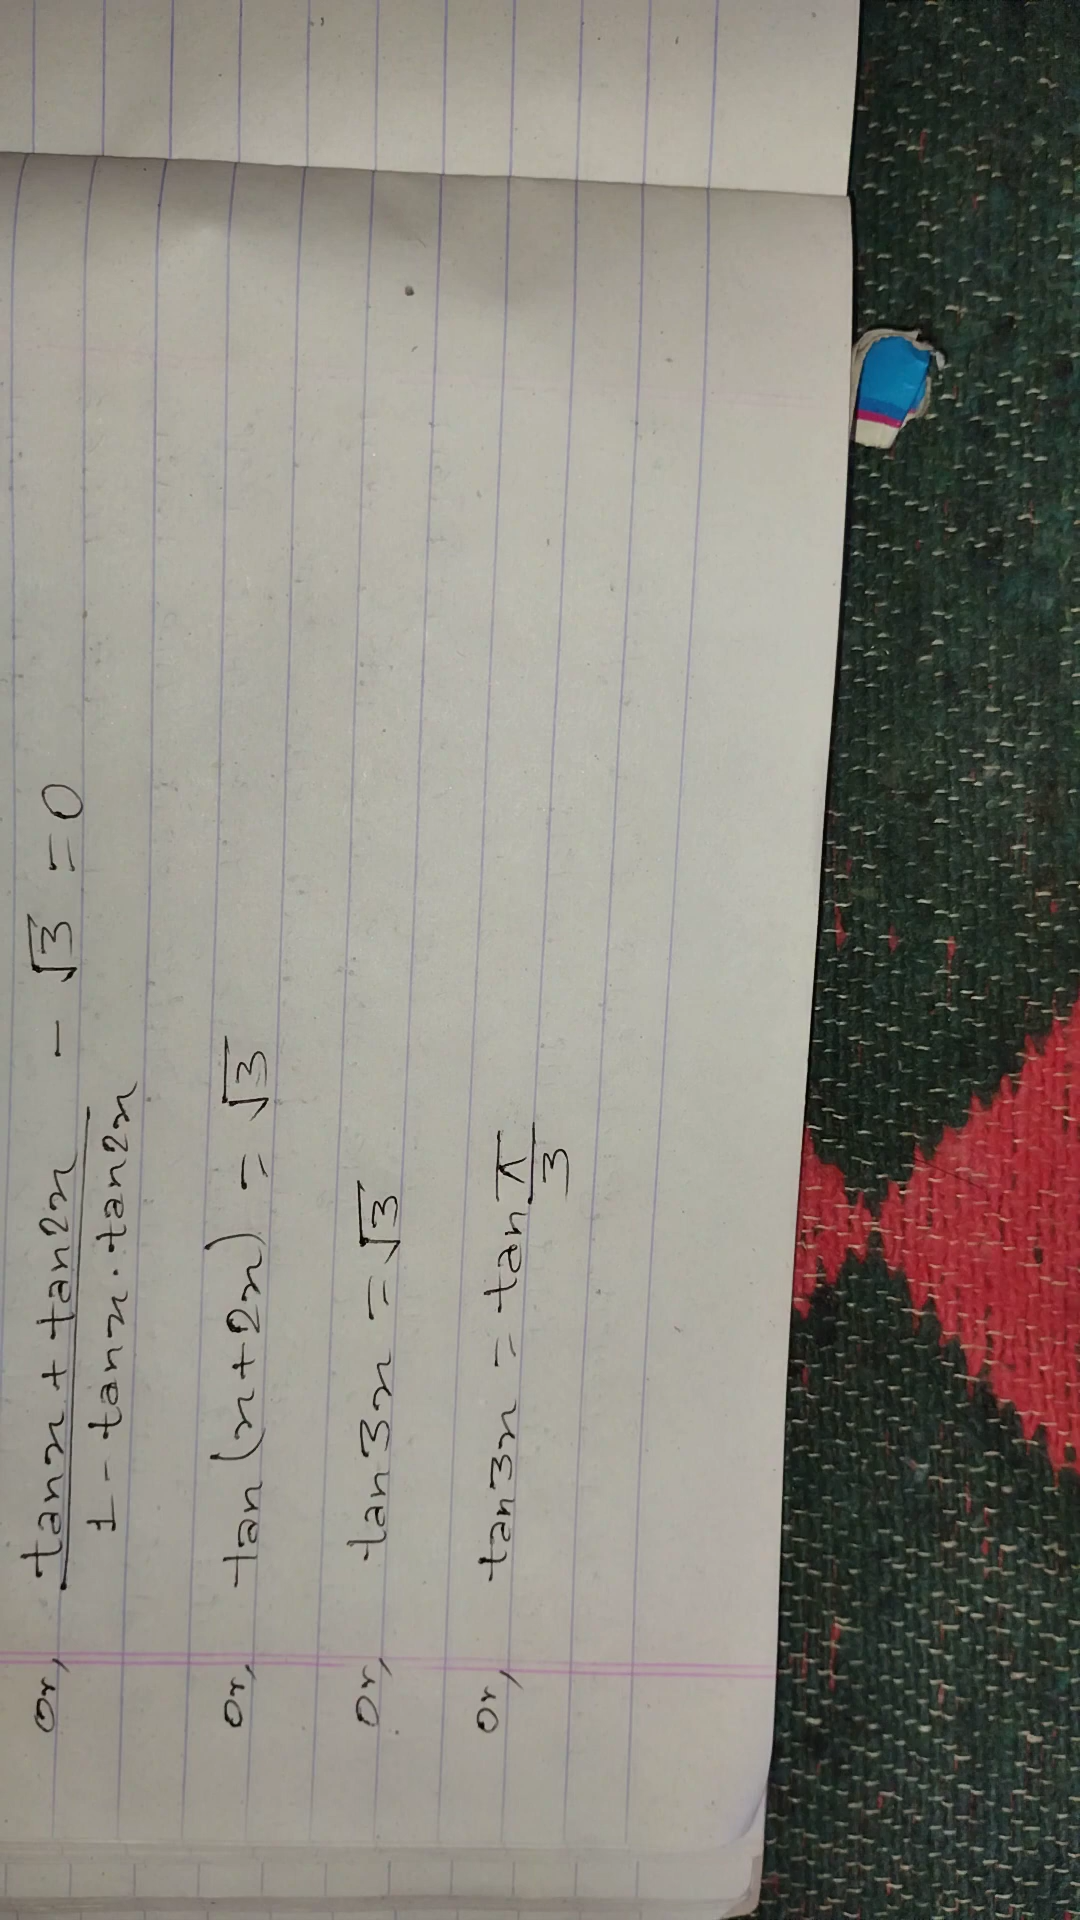 or, (tanx + tan2x)/(1 - tanx . tan2x) - √3 = 0
or, tan(x+2x) = √3
or, tan3x = √3
or, tan3x = tan π/3